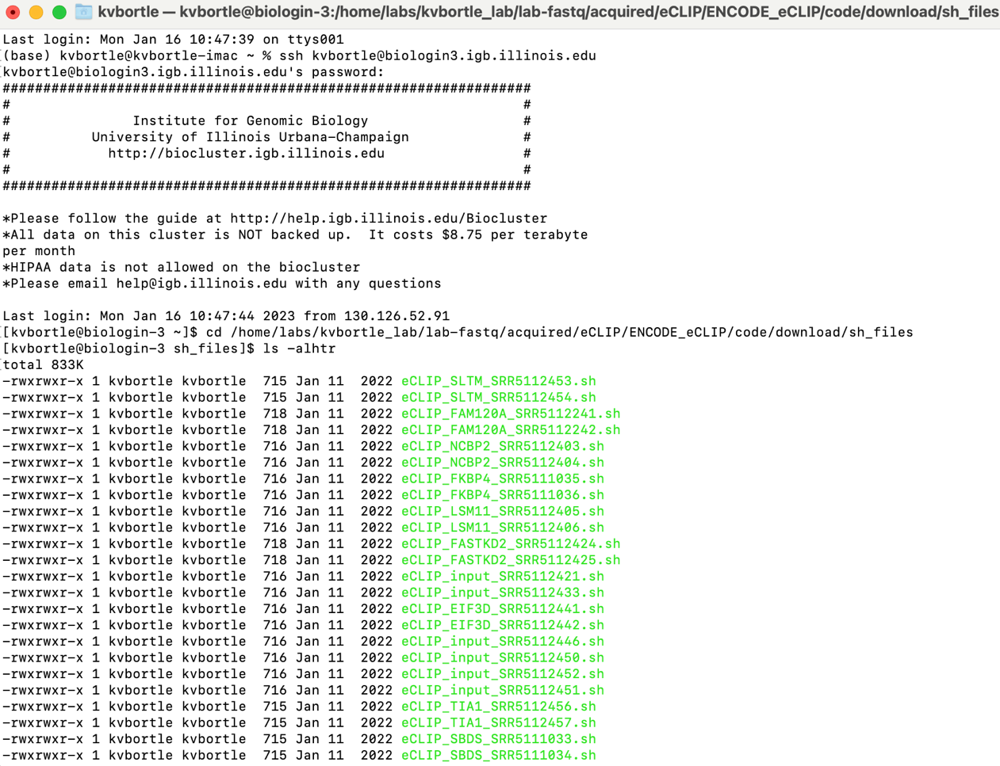 kvbortle — kvbortle@biologin-3:/home/labs/kvbortle_lab/lab-fastq/acquired/eCLIP/ENCODE_eCLIP/code/download/sh_files
Last login: Mon Jan 16 10:47:39 on ttys001
(base) kvbortle@kvbortle-imac ~ % ssh kvbortle@biologin3.igb.illinois.edu
kvbortle@biologin3.igb.illinois.edu's password:
#################################################################
#                                                               #
#               Institute for Genomic Biology                   #
#          University of Illinois Urbana-Champaign              #
#            http://biocluster.igb.illinois.edu                 #
#                                                               #
#################################################################
*Please follow the guide at http://help.igb.illinois.edu/Biocluster
*All data on this cluster is NOT backed up.  It costs $8.75 per terabyte
per month
*HIPAA data is not allowed on the biocluster
*Please email help@igb.illinois.edu with any questions
Last login: Mon Jan 16 10:47:44 2023 from 130.126.52.91
[kvbortle@biologin-3 ~]$ cd /home/labs/kvbortle_lab/lab-fastq/acquired/eCLIP/ENCODE_eCLIP/code/download/sh_files
[kvbortle@biologin-3 sh_files]$ ls -alhtr
total 833K
-rwxrwxr-x 1 kvbortle kvbortle  715 Jan 11  2022 eCLIP_SLTM_SRR5112453.sh
-rwxrwxr-x 1 kvbortle kvbortle  715 Jan 11  2022 eCLIP_SLTM_SRR5112454.sh
-rwxrwxr-x 1 kvbortle kvbortle  718 Jan 11  2022 eCLIP_FAM120A_SRR5112241.sh
-rwxrwxr-x 1 kvbortle kvbortle  718 Jan 11  2022 eCLIP_FAM120A_SRR5112242.sh
-rwxrwxr-x 1 kvbortle kvbortle  716 Jan 11  2022 eCLIP_NCBP2_SRR5112403.sh
-rwxrwxr-x 1 kvbortle kvbortle  716 Jan 11  2022 eCLIP_NCBP2_SRR5112404.sh
-rwxrwxr-x 1 kvbortle kvbortle  716 Jan 11  2022 eCLIP_FKBP4_SRR5111035.sh
-rwxrwxr-x 1 kvbortle kvbortle  716 Jan 11  2022 eCLIP_FKBP4_SRR5111036.sh
-rwxrwxr-x 1 kvbortle kvbortle  716 Jan 11  2022 eCLIP_LSM11_SRR5112405.sh
-rwxrwxr-x 1 kvbortle kvbortle  716 Jan 11  2022 eCLIP_LSM11_SRR5112406.sh
-rwxrwxr-x 1 kvbortle kvbortle  718 Jan 11  2022 eCLIP_FASTKD2_SRR5112424.sh
-rwxrwxr-x 1 kvbortle kvbortle  718 Jan 11  2022 eCLIP_FASTKD2_SRR5112425.sh
-rwxrwxr-x 1 kvbortle kvbortle  716 Jan 11  2022 eCLIP_input_SRR5112421.sh
-rwxrwxr-x 1 kvbortle kvbortle  716 Jan 11  2022 eCLIP_input_SRR5112433.sh
-rwxrwxr-x 1 kvbortle kvbortle  716 Jan 11  2022 eCLIP_EIF3D_SRR5112441.sh
-rwxrwxr-x 1 kvbortle kvbortle  716 Jan 11  2022 eCLIP_EIF3D_SRR5112442.sh
-rwxrwxr-x 1 kvbortle kvbortle  716 Jan 11  2022 eCLIP_input_SRR5112446.sh
-rwxrwxr-x 1 kvbortle kvbortle  716 Jan 11  2022 eCLIP_input_SRR5112450.sh
-rwxrwxr-x 1 kvbortle kvbortle  716 Jan 11  2022 eCLIP_input_SRR5112452.sh
-rwxrwxr-x 1 kvbortle kvbortle  716 Jan 11  2022 eCLIP_input_SRR5112451.sh
-rwxrwxr-x 1 kvbortle kvbortle  715 Jan 11  2022 eCLIP_TIA1_SRR5112456.sh
-rwxrwxr-x 1 kvbortle kvbortle  715 Jan 11  2022 eCLIP_TIA1_SRR5112457.sh
-rwxrwxr-x 1 kvbortle kvbortle  715 Jan 11  2022 eCLIP_SBDS_SRR5111033.sh
-rwxrwxr-x 1 kvbortle kvbortle  715 Jan 11  2022 eCLIP_SBDS_SRR5111034.sh